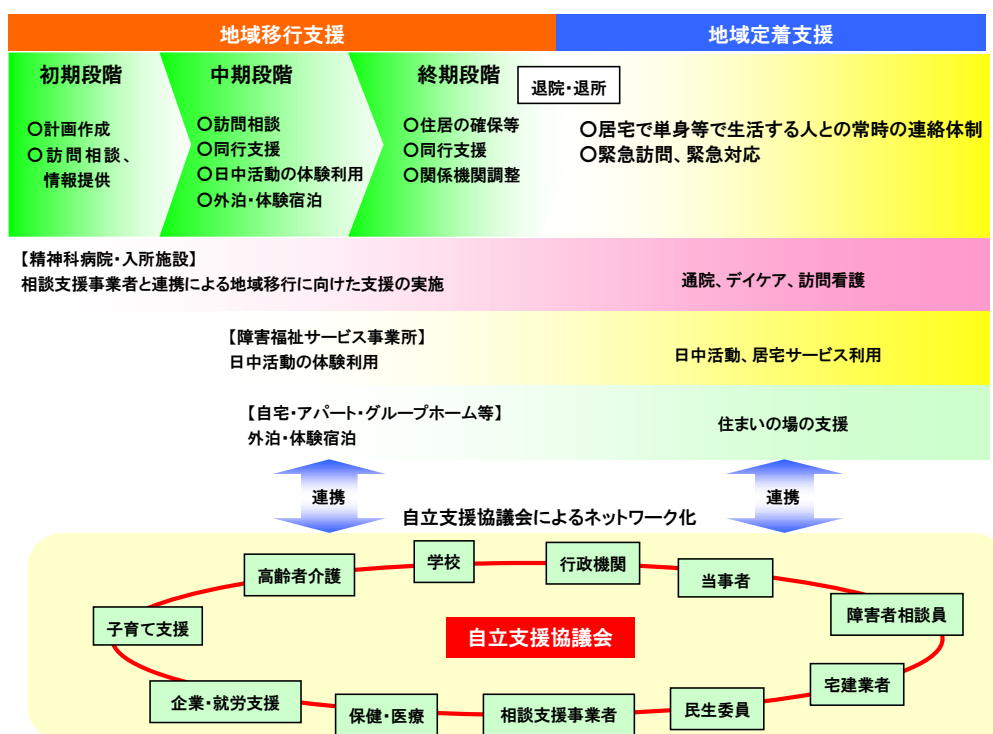 地域移行支援
地域定着支援
初期段階
〇計画作成
〇訪問相談、
情報提供
中期段階
〇訪問相談
〇同行支援
〇日中活動の体験利用
〇外泊・体験宿泊
終期段階
〇住居の確保等
〇同行支援
〇関係機関調整
退院・退所
〇居宅で単身等で生活する人との常時の連絡体制
〇緊急訪問、緊急対応
【精神科病院・入所施設】
相談支援事業者と連携による地域移行に向けた支援の実施
通院、デイケア、訪問看護
【障害福祉サービス事業所】
日中活動の体験利用
日中活動、居宅サービス利用
【自宅・アパート・グループホーム等】
外泊・体験宿泊
住まいの場の支援
連携
連携
自立支援協議会によるネットワーク化
学校
行政機関
高齢者介護
当事者
子育て支援
障害者相談員
自立支援協議会
企業・就労支援
宅建業者
保健・医療
相談支援事業者
民生委員